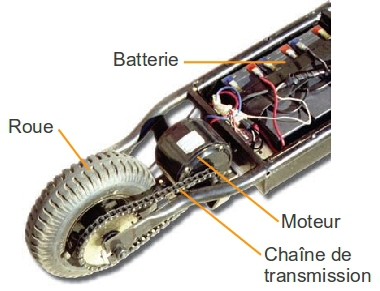 Batterie
Roue
Moteur
Chaîne de
transmission